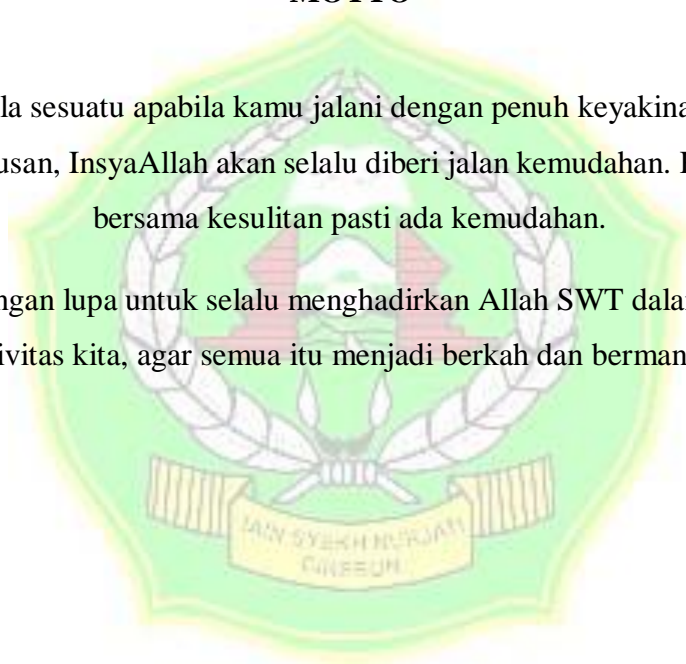 MOTTO
la sesuatu apabila kamu jalani dengan penuh keyakina
usan, InsyaAllah akan selalu diberi jalan kemudahan.
bersama kesulitan pasti ada kemudahan.
ngan lupa untuk selalu menghadirkan Allah SWT dala
ivitas kita, agar semua itu menjadi berkah dan berman
IAIN SYEKH NURJATI
CIREBON